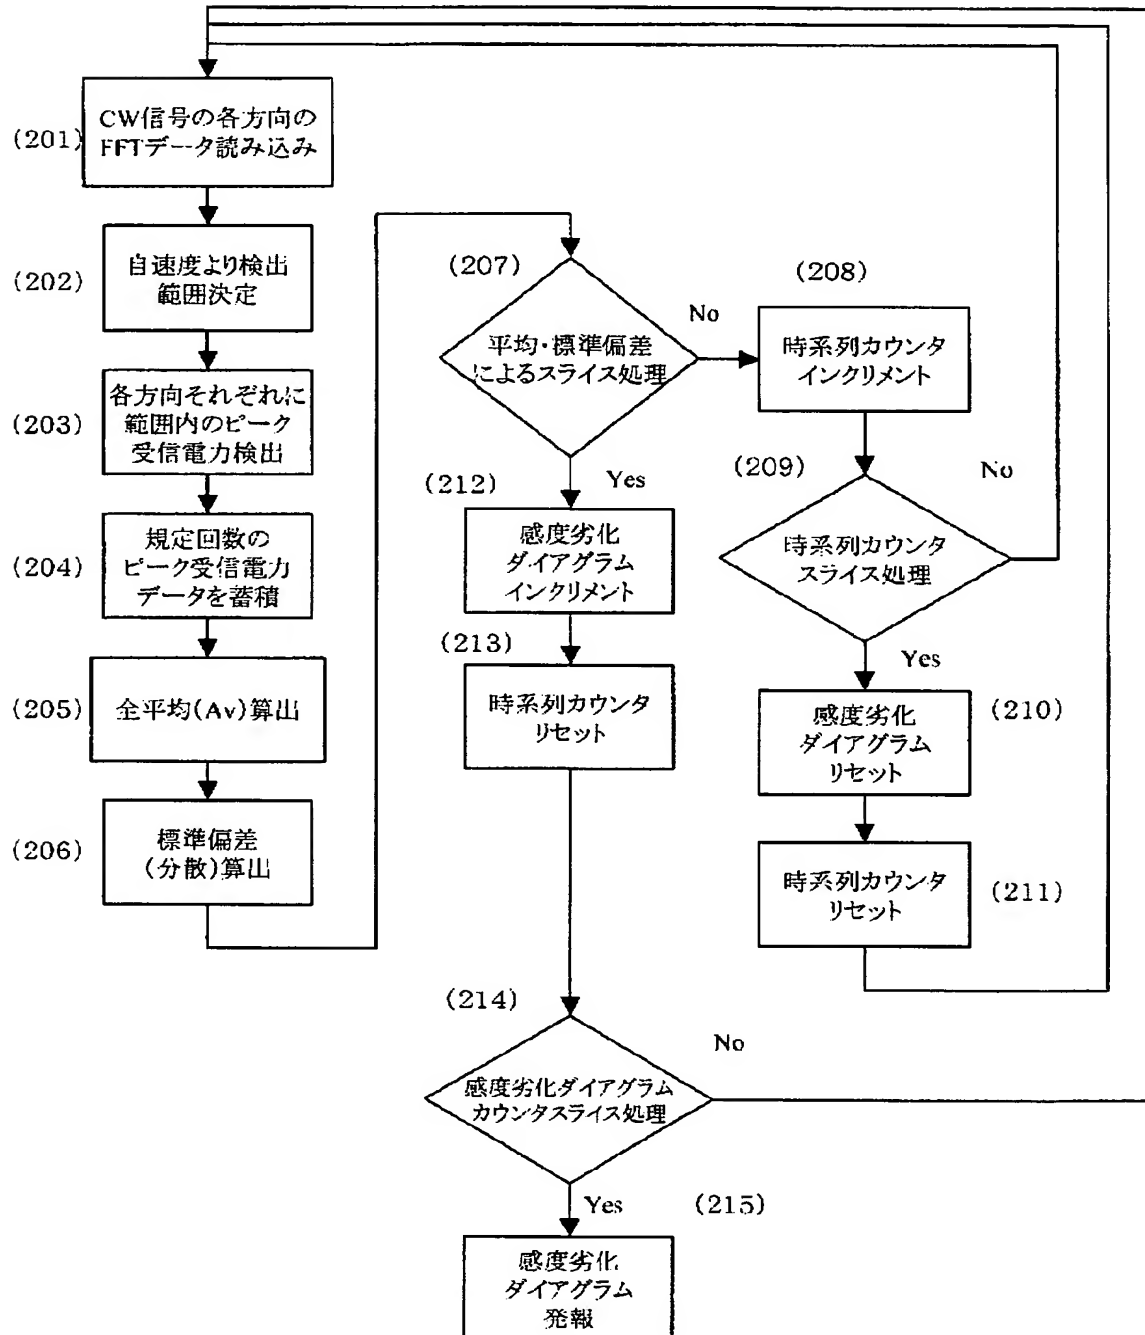 (201)
CW信号の各方向の
FFTデータ読み込み
(202)
自速度より検出
範囲決定
(203)
各方向それぞれに
範囲内のピーク
受信電力検出
(204)
規定回数の
ピーク受信電力
データを蓄積
(205)
全平均(Av)算出
(206)
標準偏差
(分散)算出
(207)
平均・標準偏差
によるスライス処理
No
Yes
(208)
時系列カウンタ
インクリメント
(209)
時系列カウンタ
スライス処理
No
Yes
(210)
感度劣化
ダイアグラム
リセット
(211)
時系列カウンタ
リセット
(212)
感度劣化
ダイアグラム
インクリメント
(213)
時系列カウンタ
リセット
(214)
感度劣化ダイアグラム
カウンタスライス処理
No
Yes
(215)
感度劣化
ダイアグラム
発報